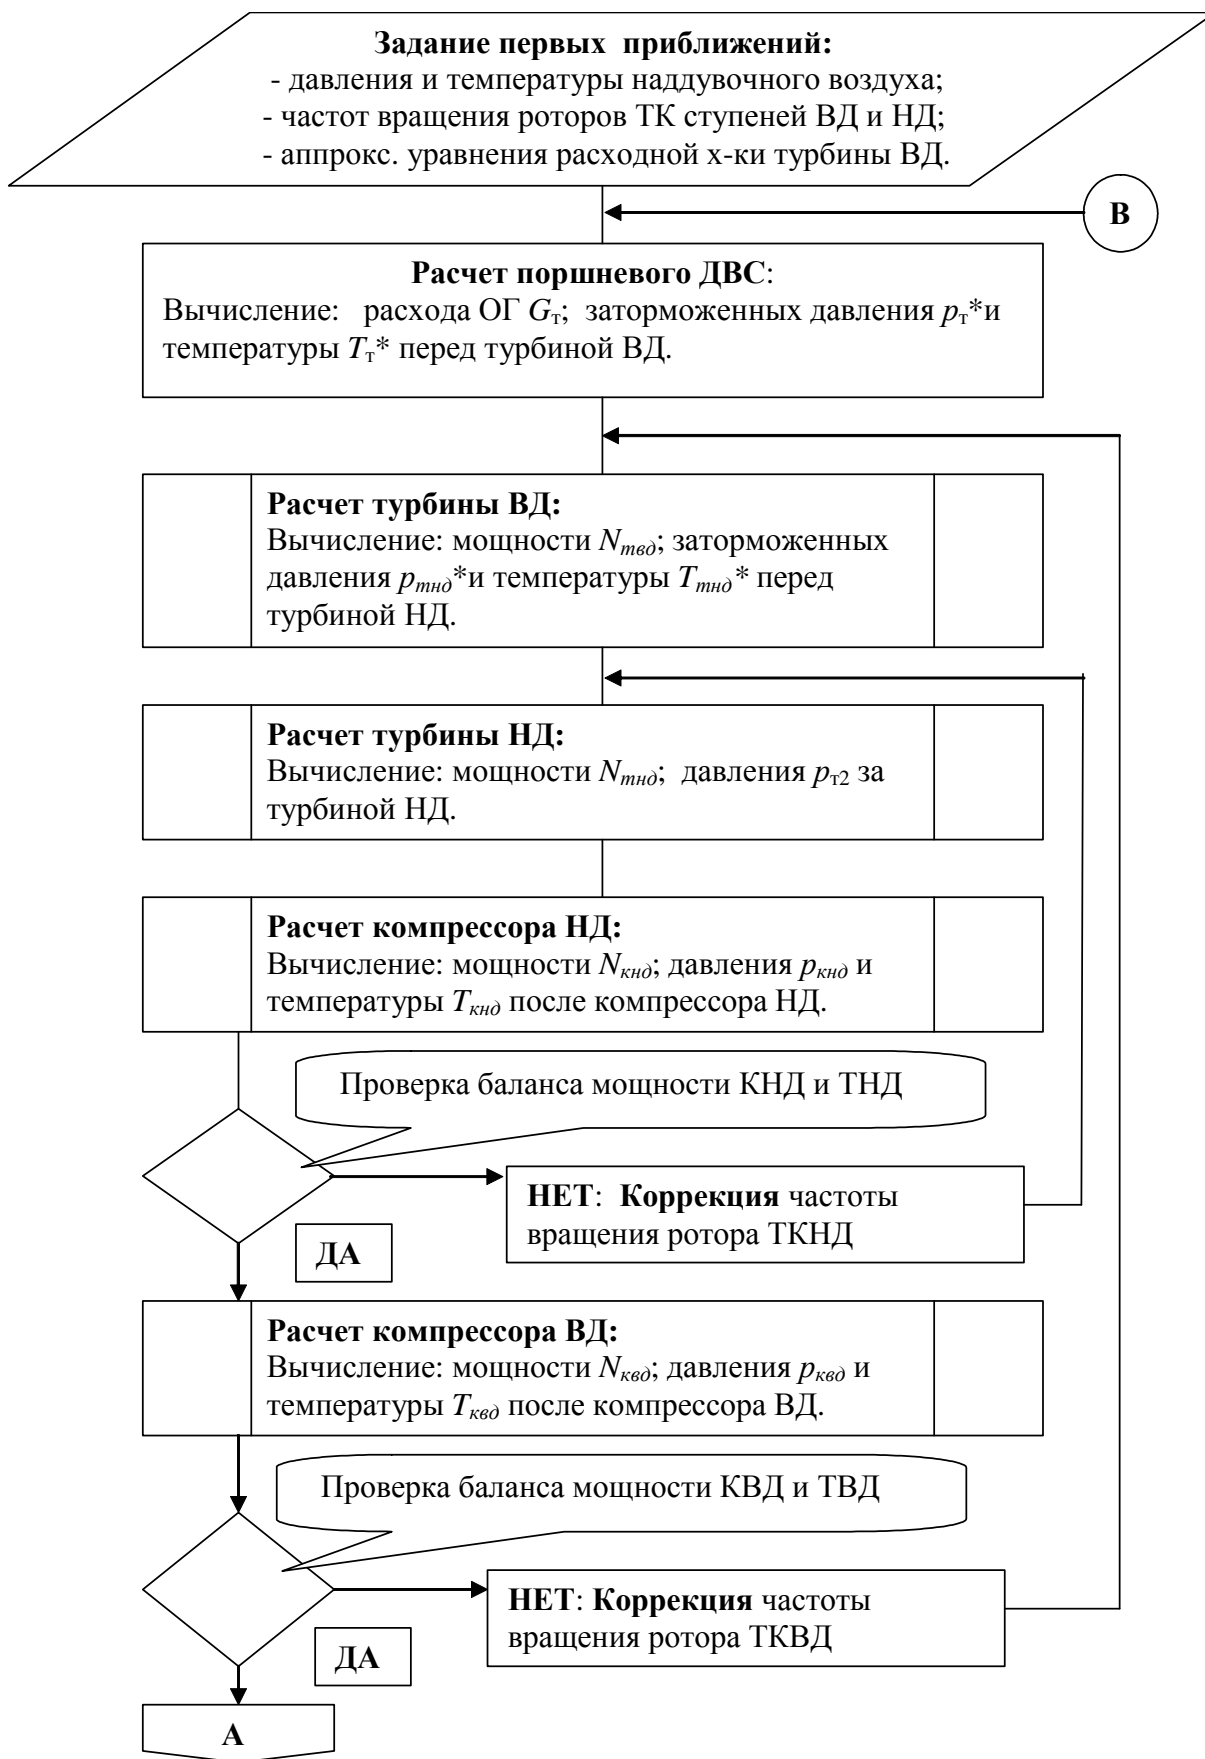 Задание первых приближений:
- давления и температуры наддувочного воздуха;
- частот вращения роторов ТК ступеней ВД и НД;
- аппрокс. уравнения расходной х-ки турбины ВД.
В
Расчет поршневого ДВС:
Вычисление: расхода ОГ Gт; заторможенных давления pт*и
температуры Tт* перед турбиной ВД.
Расчет турбины ВД:
Вычисление: мощности Nтвд; заторможенных
давления pтнд*и температуры Tтнд* перед
турбиной НД.
Расчет турбины НД:
Вычисление: мощности Nтнд; давления pт2 за
турбиной НД.
Расчет компрессора НД:
Вычисление: мощности Nкнд; давления pкнд и
температуры Tкнд после компрессора НД.
Проверка баланса мощности КНД и ТНД
НЕТ: Коррекция частоты
вращения ротора ТКНД
ДА
Расчет компрессора ВД:
Вычисление: мощности Nквд; давления pквд и
температуры Tквд после компрессора ВД.
Проверка баланса мощности КВД и ТВД
НЕТ: Коррекция частоты
вращения ротора ТКВД
ДА
А